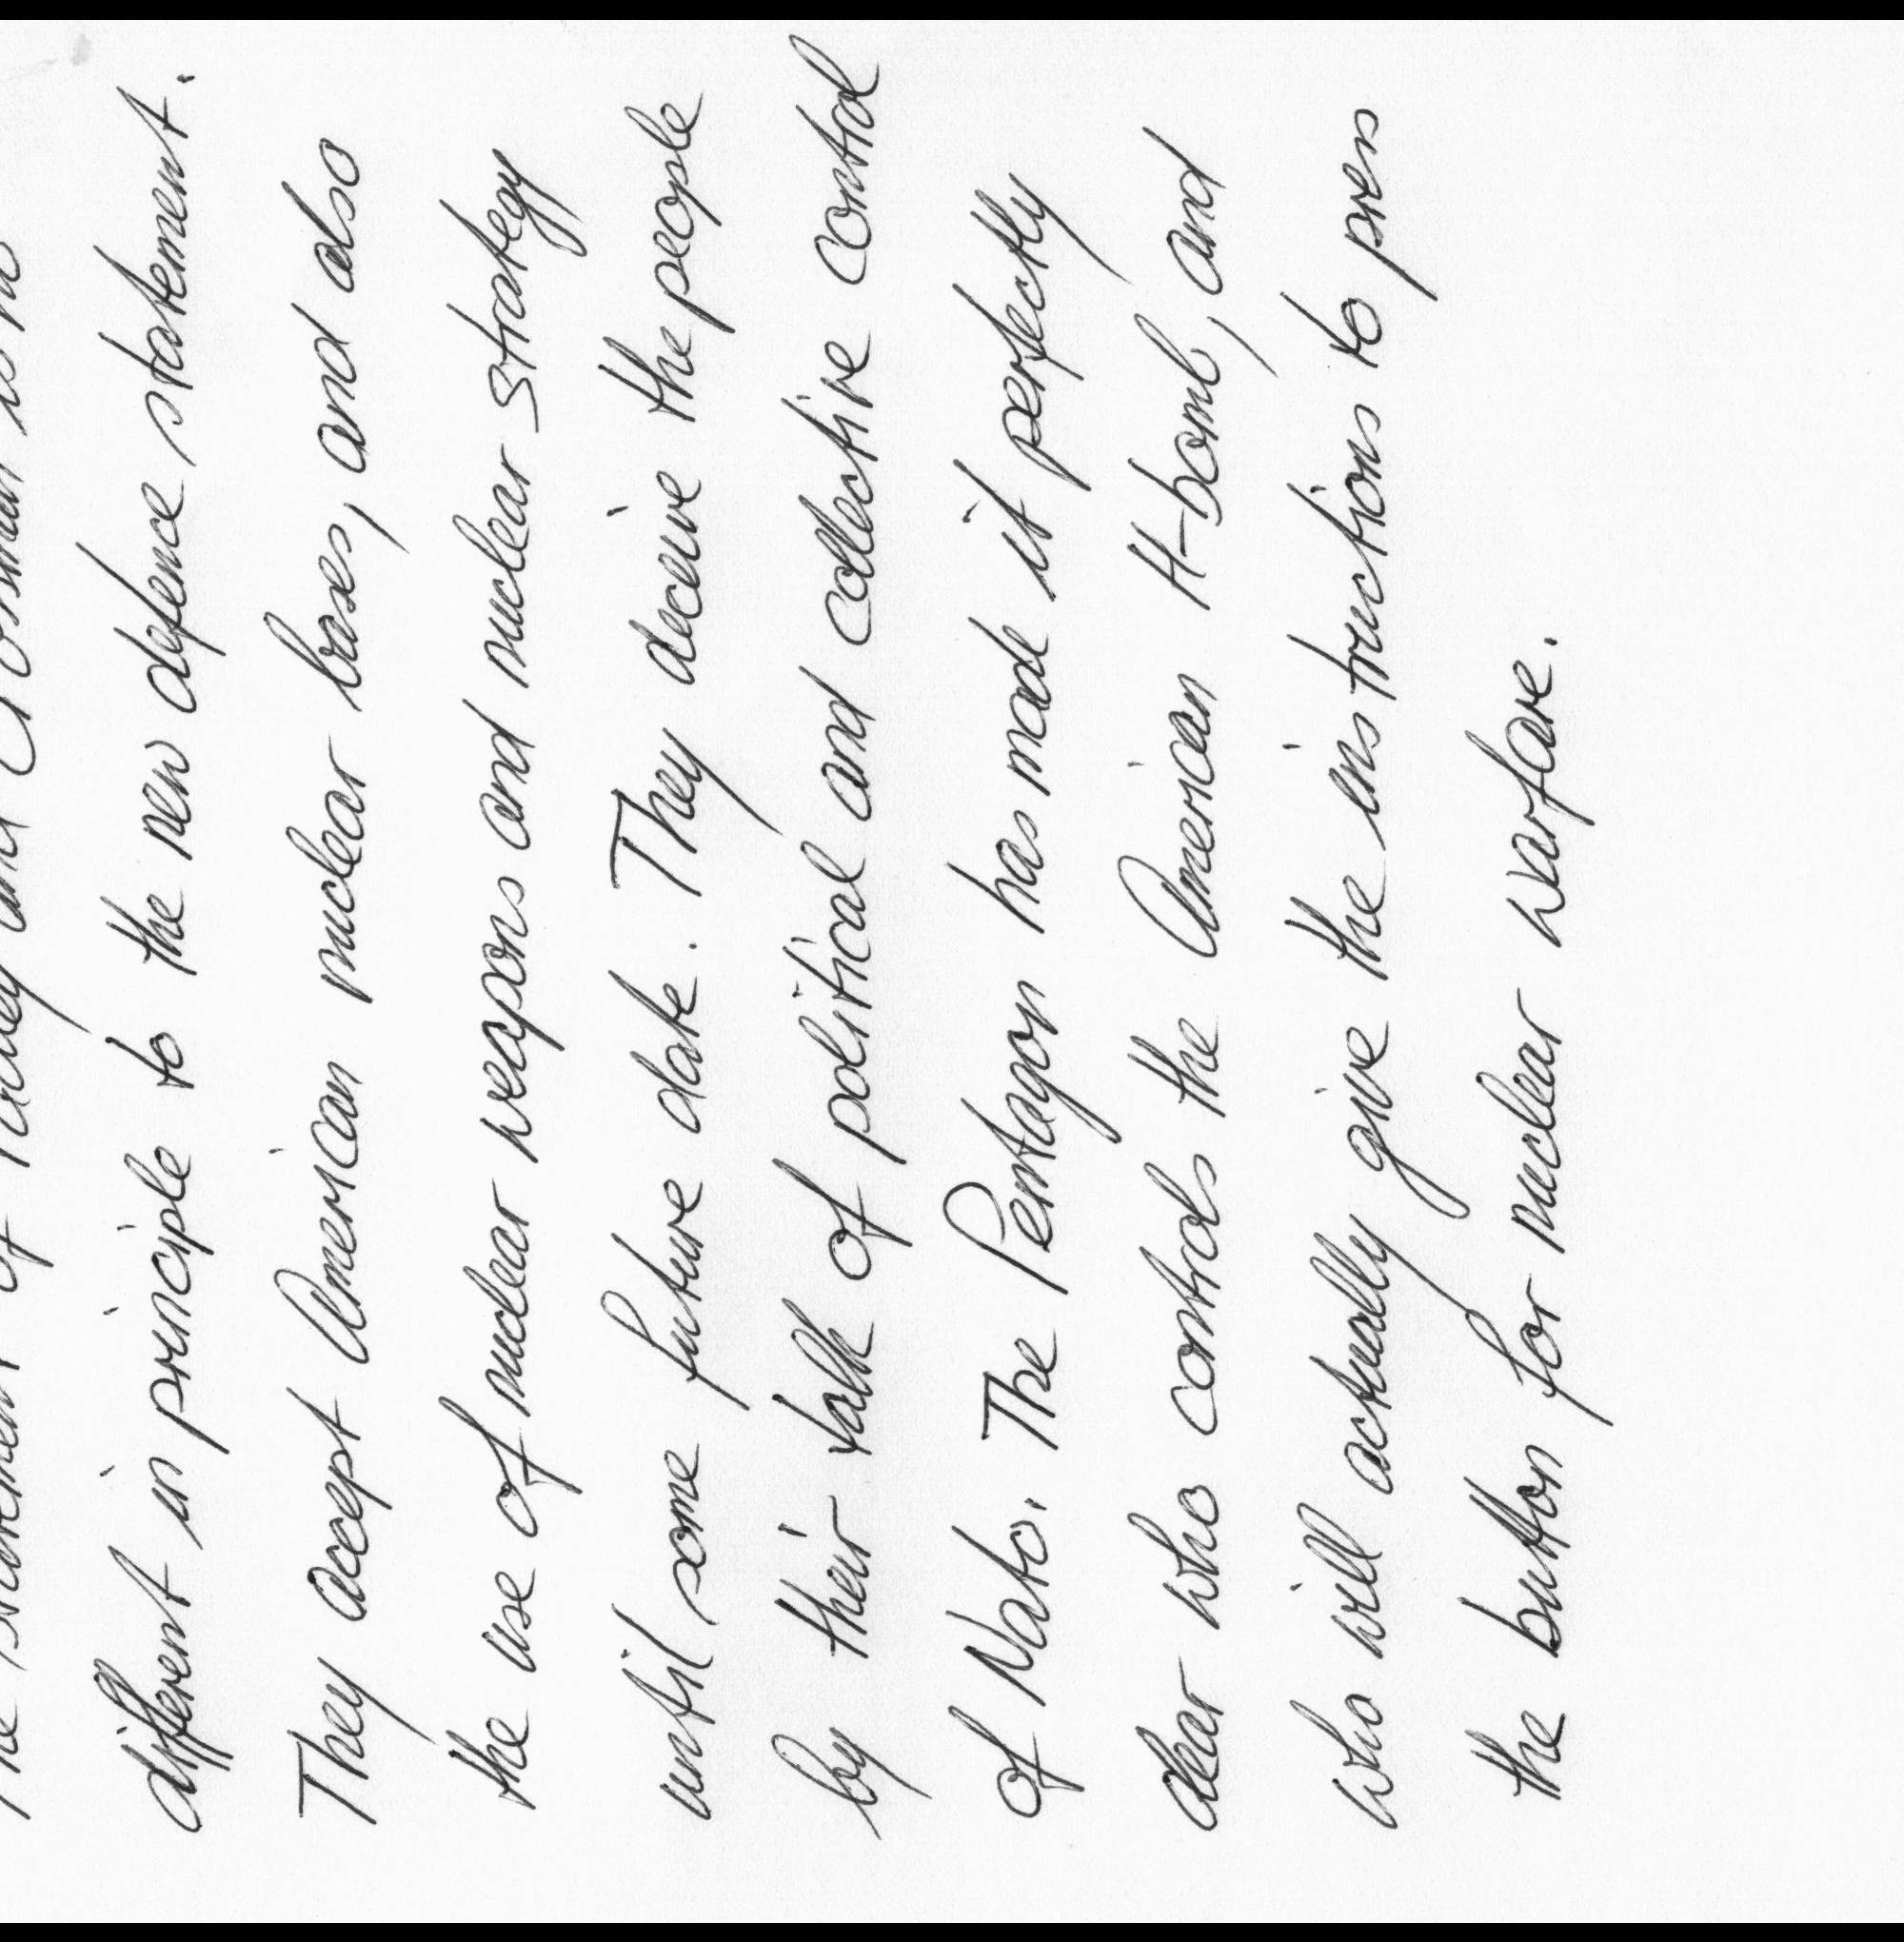 The statement of Padley and Crosman is no
different in principle to the new defence statement.
They accept American nuclear bases, and also
the use of nuclear weapons and nuclear strategy
until some future date. They deceive the people
by their talk of political and collective control
of Nato. The Pentagon has made it perfectly
clear who controls the American H-bomb, and
who will actually give the instructions to press
the button for nuclear warfare.